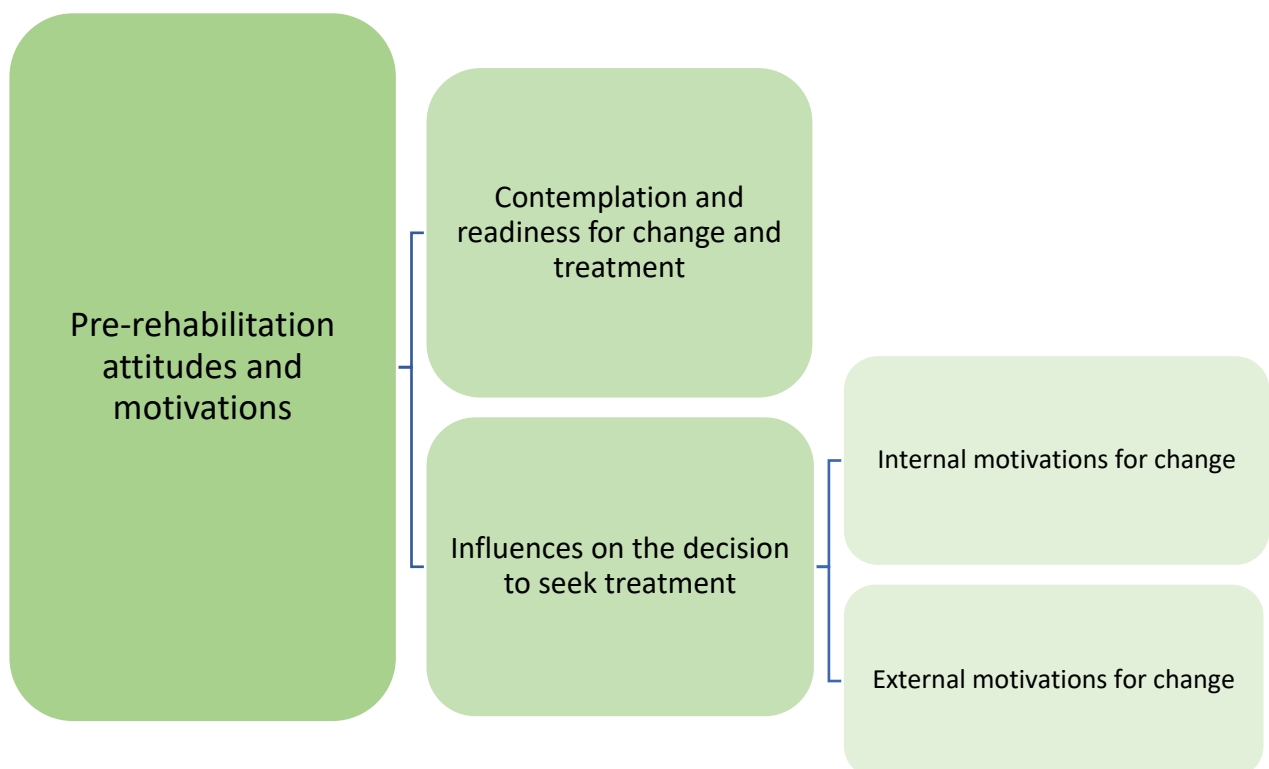 Pre-rehabilitation
attitudes and
motivations
Contemplation and
readiness for change and
treatment
Influences on the decision
to seek treatment
Internal motivations for change
External motivations for change